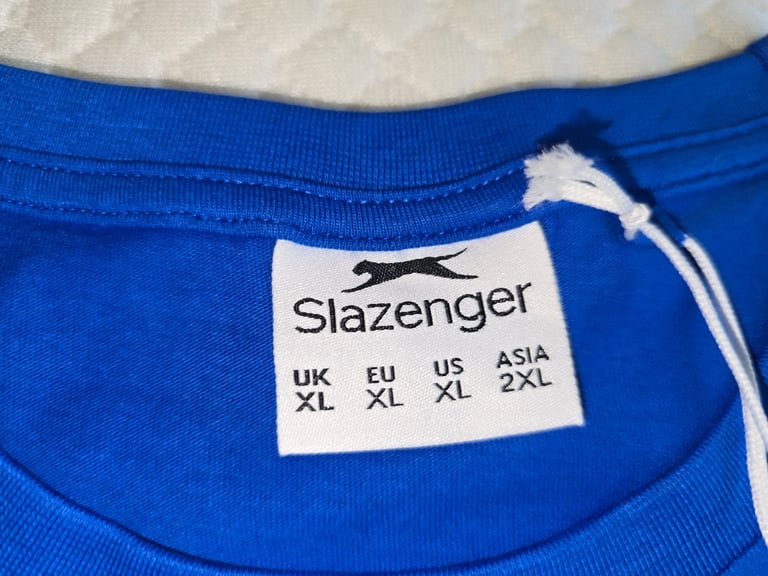 Slazenger
UK EU US ASIA
XL XL XL 2XL